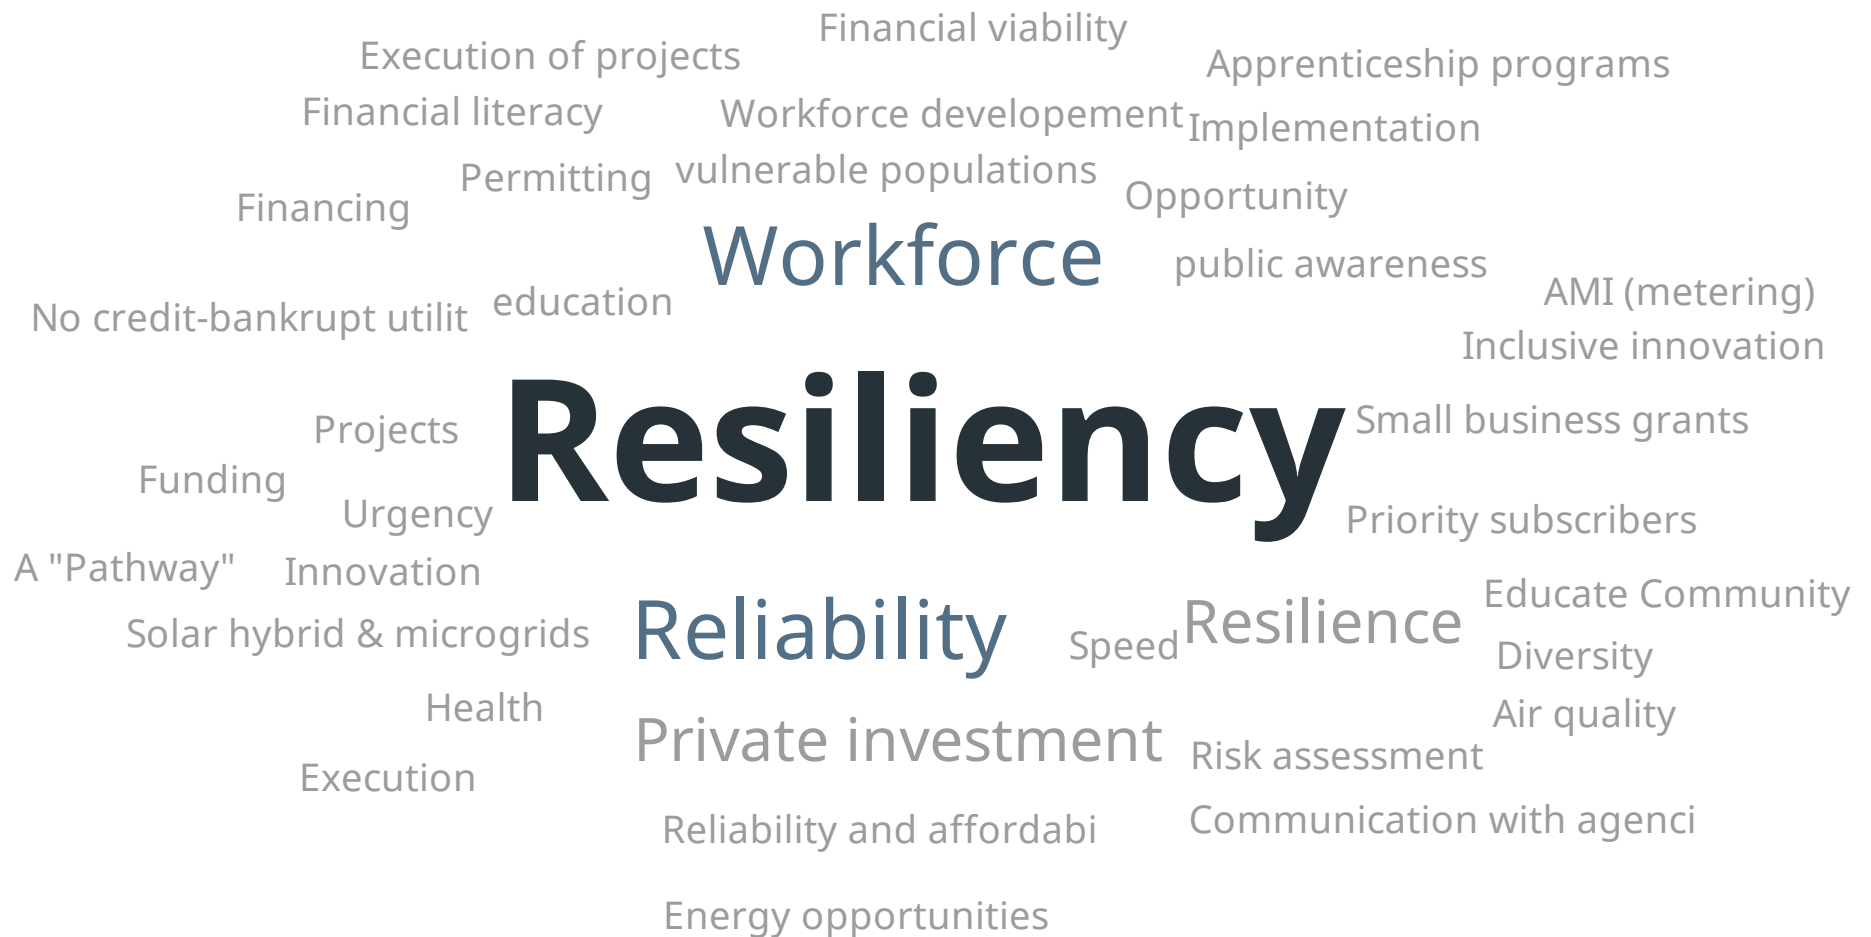 Financial viability
Execution of projects
Apprenticeship programs
Financial literacy
Workforce developement
Implementation
Permitting
vulnerable populations
Opportunity
Financing
Workforce
public awareness
AMI (metering)
No credit-bankrupt utilit
education
Inclusive innovation
Resiliency
Small business grants
Projects
Funding
Urgency
Priority subscribers
A "Pathway"
Innovation
Educate Community
Solar hybrid & microgrids
Reliability
Speed
Resilience
Diversity
Health
Air quality
Private investment
Risk assessment
Execution
Reliability and affordabi
Communication with agenci
Energy opportunities